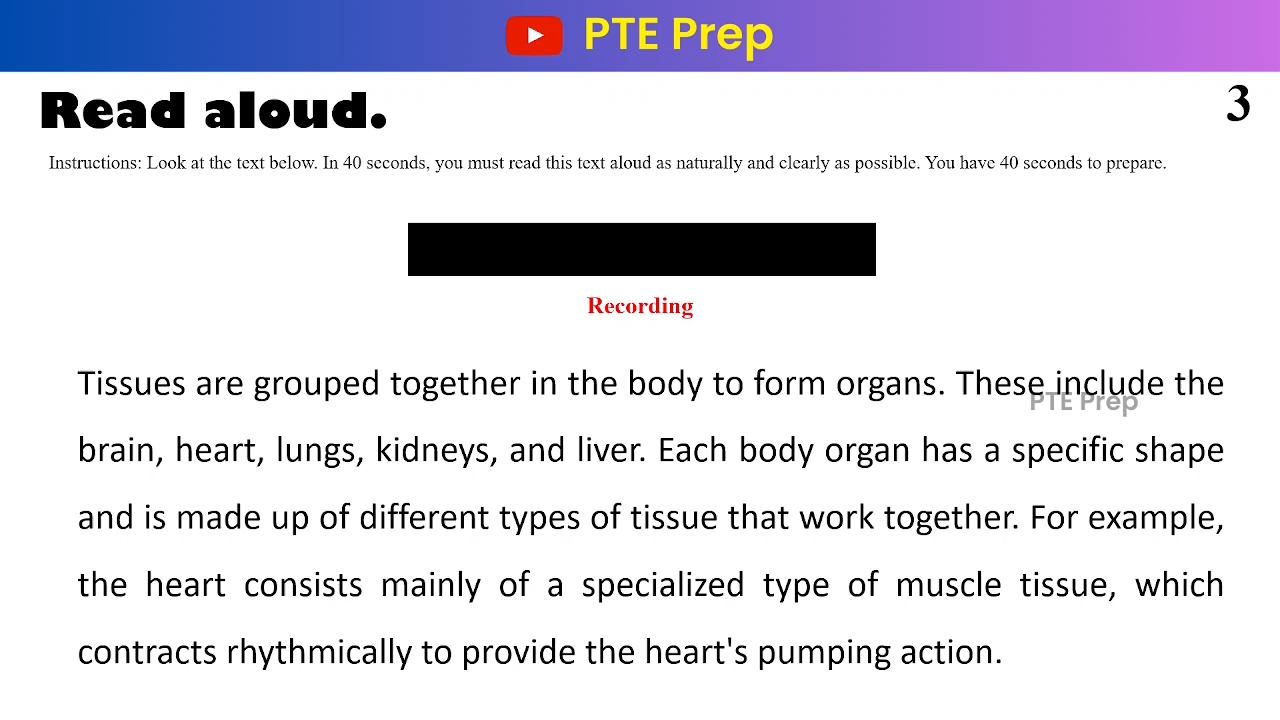 PTE Prep
Read aloud.
3
Instructions: Look at the text below. In 40 seconds, you must read this text aloud as naturally and clearly as possible. You have 40 seconds to prepare.
Recording
Tissues are grouped together in the body to form organs. These include the
PTE Prep
brain, heart, lungs, kidneys, and liver. Each body organ has a specific shape
and is made up of different types of tissue that work together. For example,
the heart consists mainly of a specialized type of muscle tissue, which
contracts rhythmically to provide the heart's pumping action.